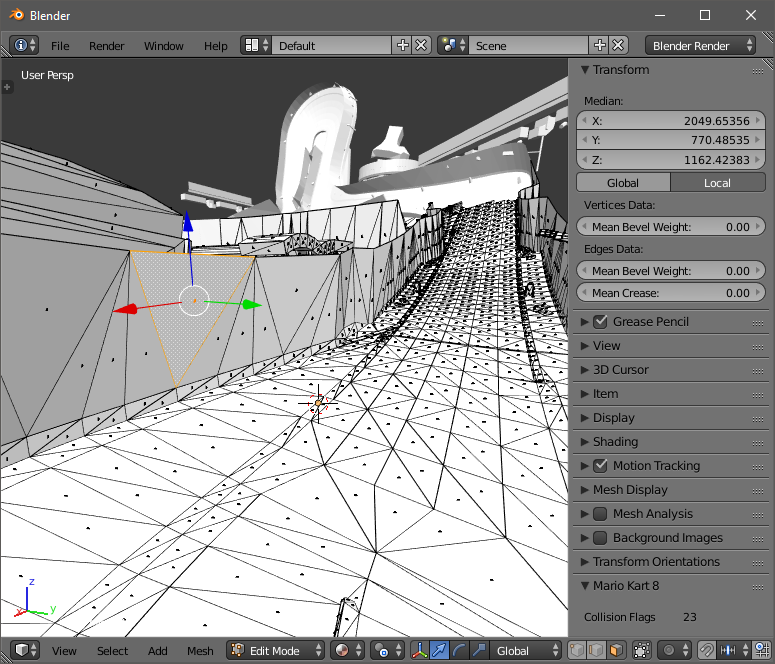 Blender
File Render Window Help Default Scene Blender Render
User Persp
Transform
Median:
X: 2049.65356
Y: 770.48535
Z: 1162.42383
Global Local
Vertices Data:
Mean Bevel Weight: 0.00
Edges Data:
Mean Bevel Weight: 0.00
Mean Crease: 0.00
Grease Pencil
View
3D Cursor
Item
Display
Shading
Motion Tracking
Mesh Display
Mesh Analysis
Background Images
Transform Orientations
Mario Kart 8
Collision Flags 23
z
x y
View Select Add Mesh Edit Mode Global